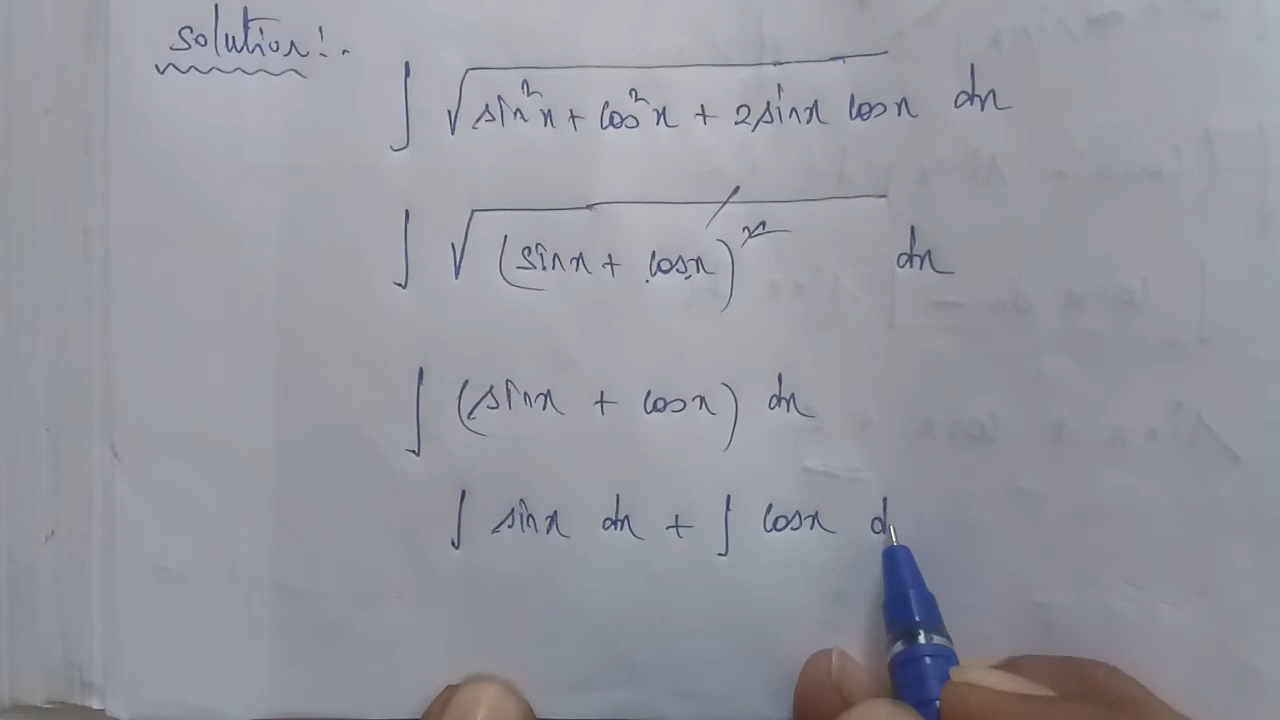 solution:-
∫ √(sin²x + cos²x + 2sinx cosx) dx
∫ √((sinx + cosx)²) dx
∫ (sinx + cosx) dx
∫ sinx dx + ∫ cosx d